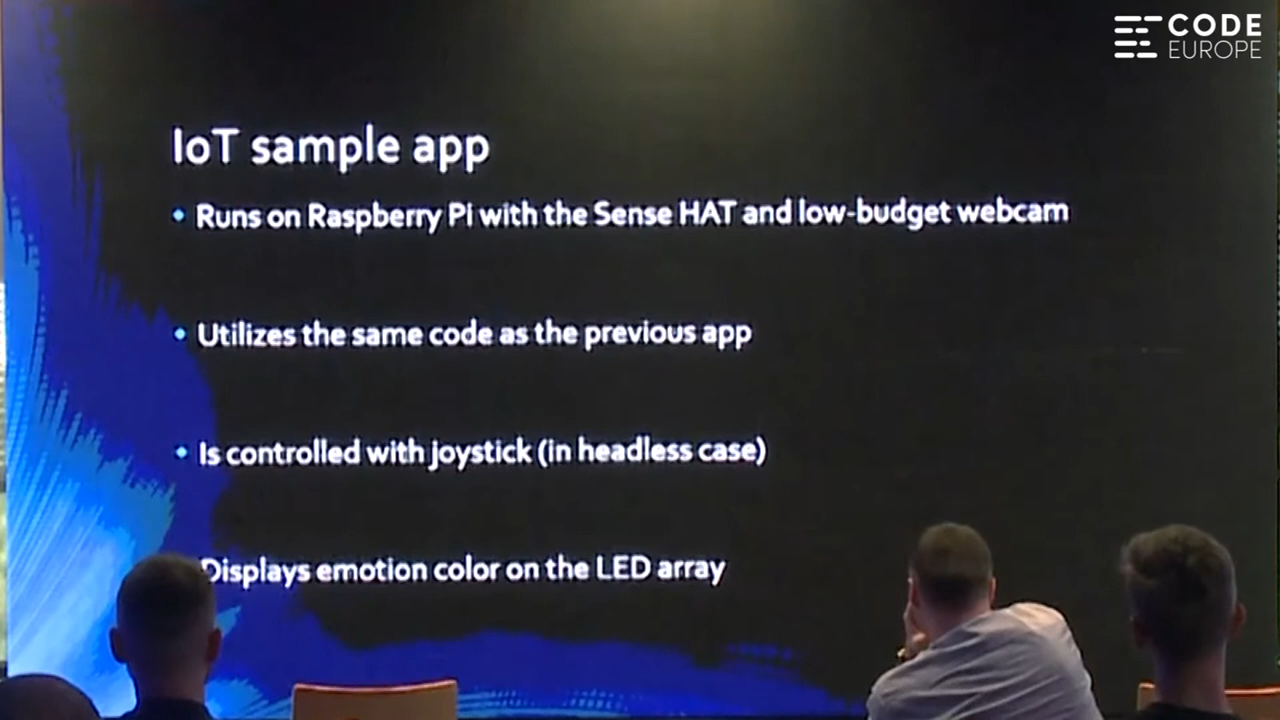 CODE
EUROPE
IoT sample app
• Runs on Raspberry Pi with the Sense HAT and low-budget webcam
• Utilizes the same code as the previous app
• Is controlled with joystick (in headless case)
Displays emotion color on the LED array